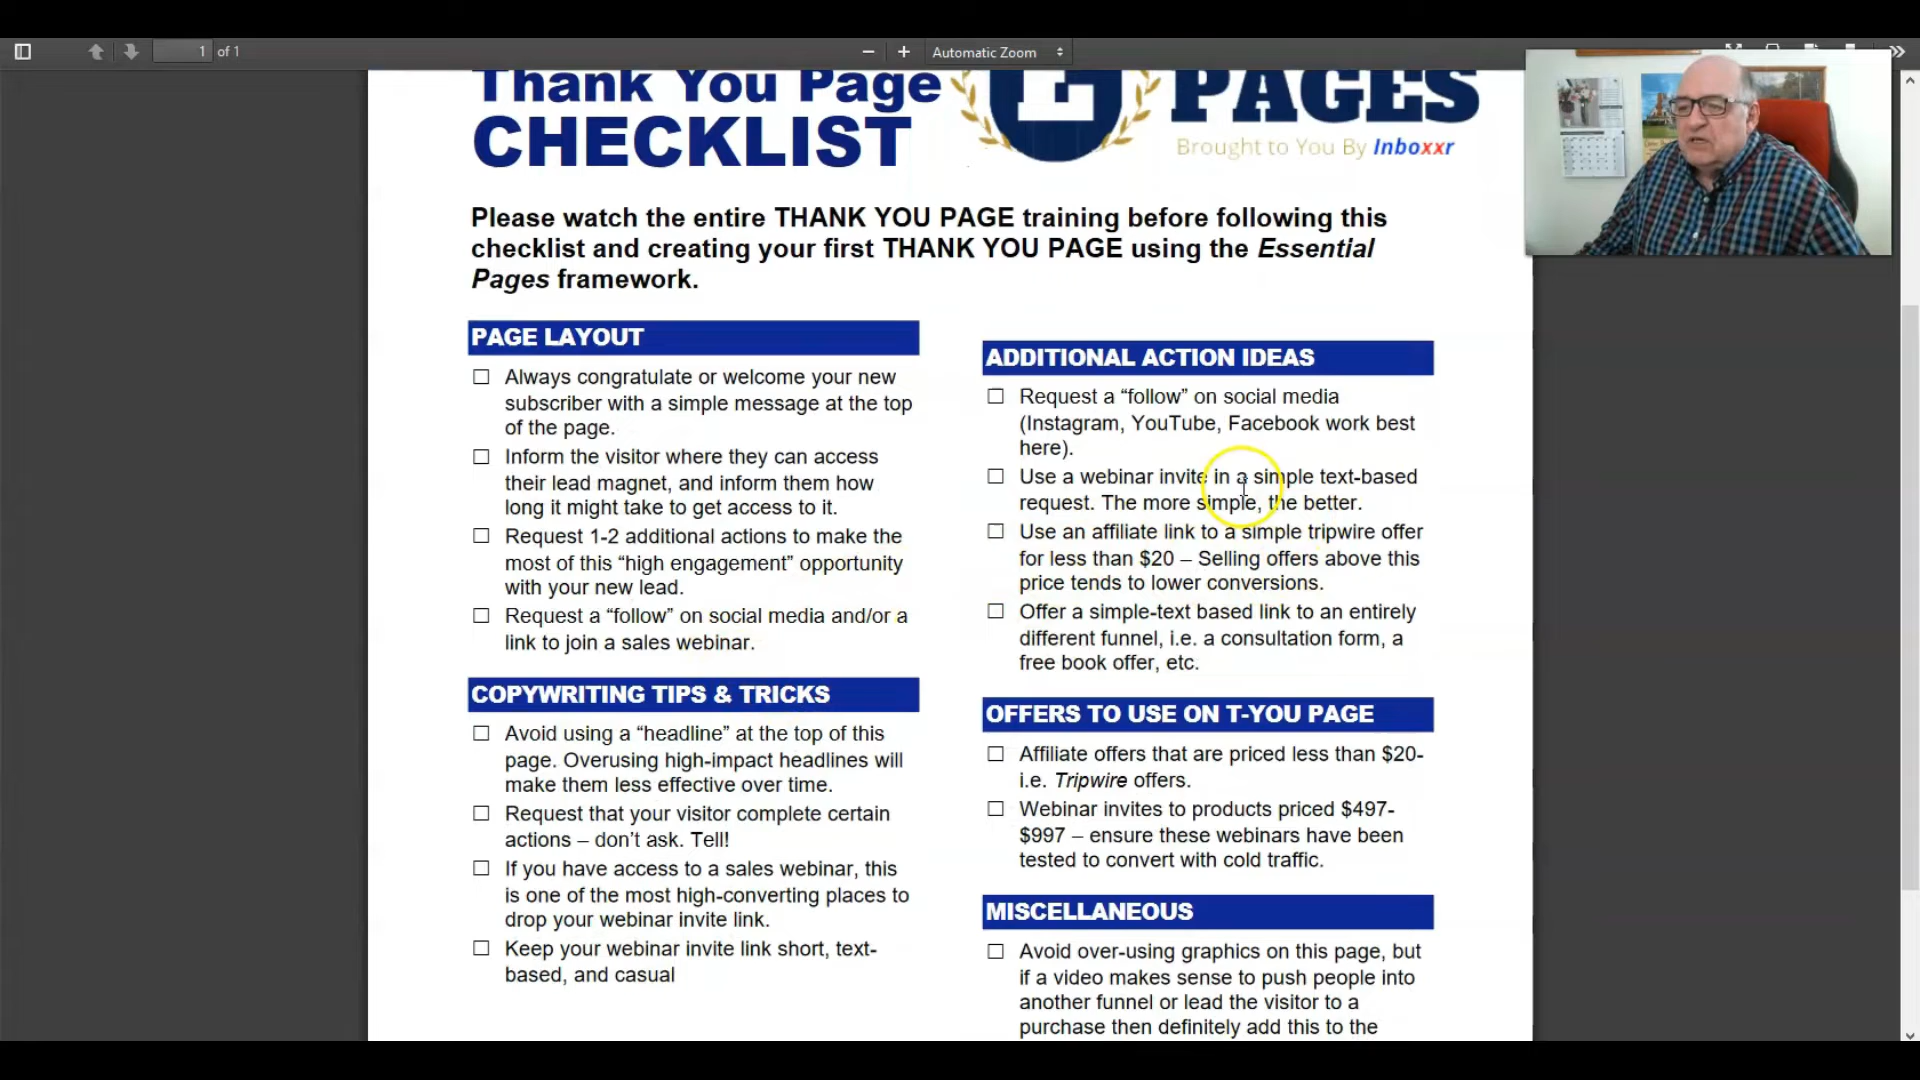 1 of 1
Automatic Zoom
Thank You Page
CHECKLIST
PAGES
Brought to You By Inboxxr
Please watch the entire THANK YOU PAGE training before following this
checklist and creating your first THANK YOU PAGE using the Essential
Pages framework.
PAGE LAYOUT
Always congratulate or welcome your new
subscriber with a simple message at the top
of the page.
Inform the visitor where they can access
their lead magnet, and inform them how
long it might take to get access to it.
Request 1-2 additional actions to make the
most of this “high engagement” opportunity
with your new lead.
Request a “follow” on social media and/or a
link to join a sales webinar.
COPYWRITING TIPS & TRICKS
Avoid using a “headline” at the top of this
page. Overusing high-impact headlines will
make them less effective over time.
Request that your visitor complete certain
actions – don’t ask. Tell!
If you have access to a sales webinar, this
is one of the most high-converting places to
drop your webinar invite link.
Keep your webinar invite link short, text-
based, and casual
ADDITIONAL ACTION IDEAS
Request a “follow” on social media
(Instagram, YouTube, Facebook work best
here).
Use a webinar invite in a simple text-based
request. The more simple, the better.
Use an affiliate link to a simple tripwire offer
for less than $20 – Selling offers above this
price tends to lower conversions.
Offer a simple-text based link to an entirely
different funnel, i.e. a consultation form, a
free book offer, etc.
OFFERS TO USE ON T-YOU PAGE
Affiliate offers that are priced less than $20-
i.e. Tripwire offers.
Webinar invites to products priced $497-
$997 – ensure these webinars have been
tested to convert with cold traffic.
MISCELLANEOUS
Avoid over-using graphics on this page, but
if a video makes sense to push people into
another funnel or lead the visitor to a
purchase then definitely add this to the